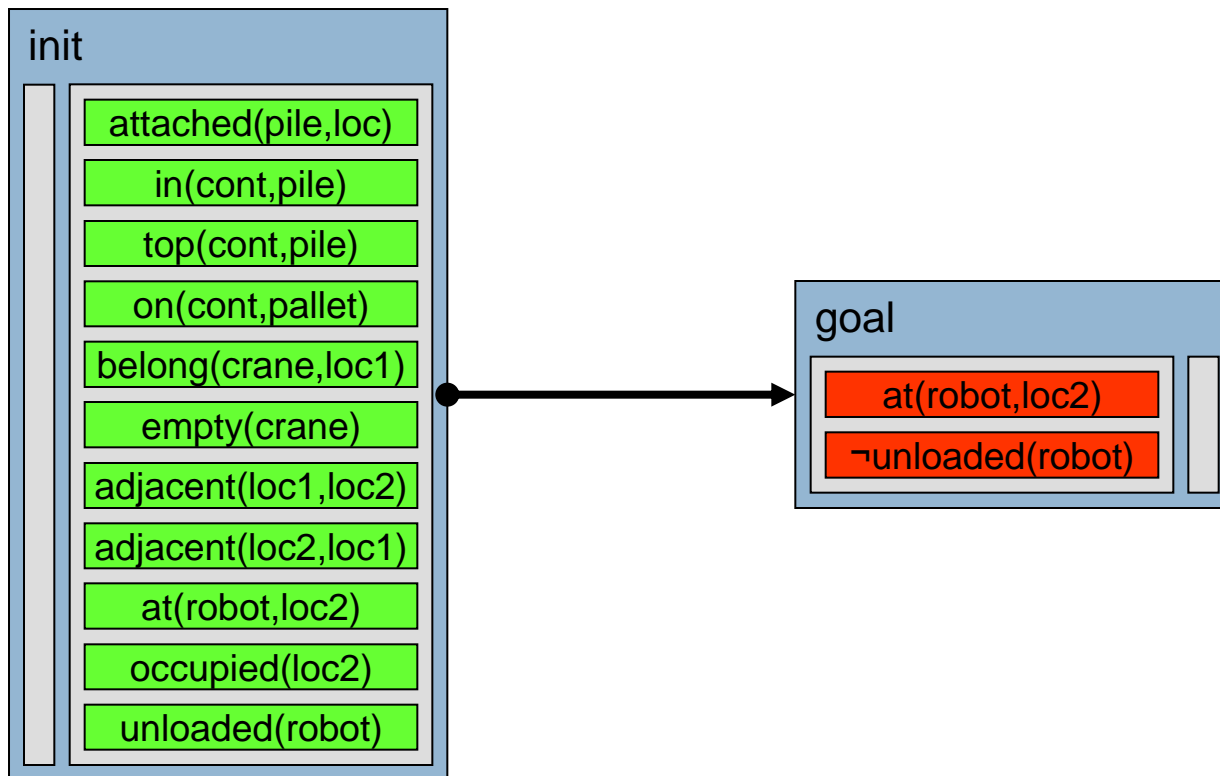 init
attached(pile,loc)
in(cont,pile)
top(cont,pile)
on(cont,pallet)
belong(crane,loc1)
empty(crane)
adjacent(loc1,loc2)
adjacent(loc2,loc1)
at(robot,loc2)
occupied(loc2)
unloaded(robot)
goal
at(robot,loc2)
¬unloaded(robot)